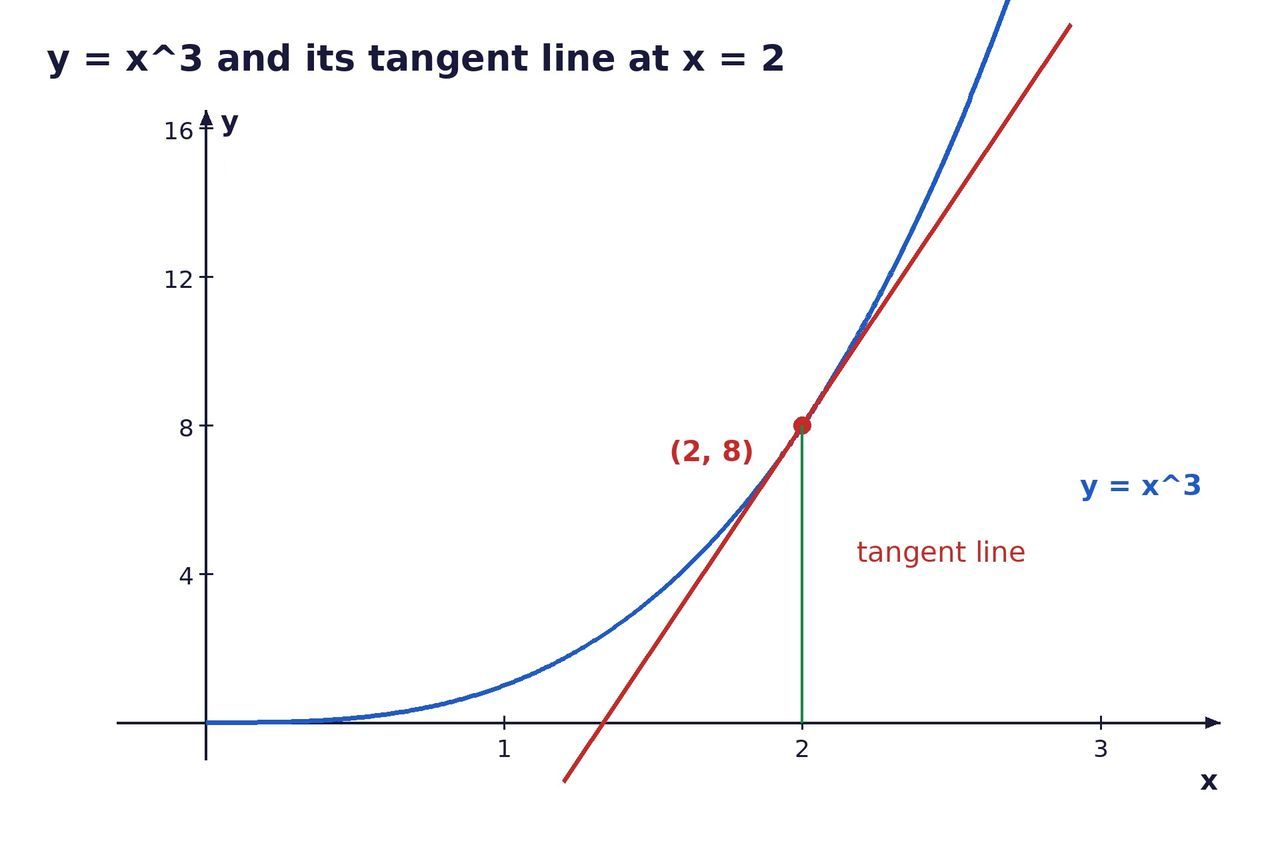 y = x^3 and its tangent line at x = 2
y
16
12
8
(2, 8)
y = x^3
tangent line
4
1
2
3
x